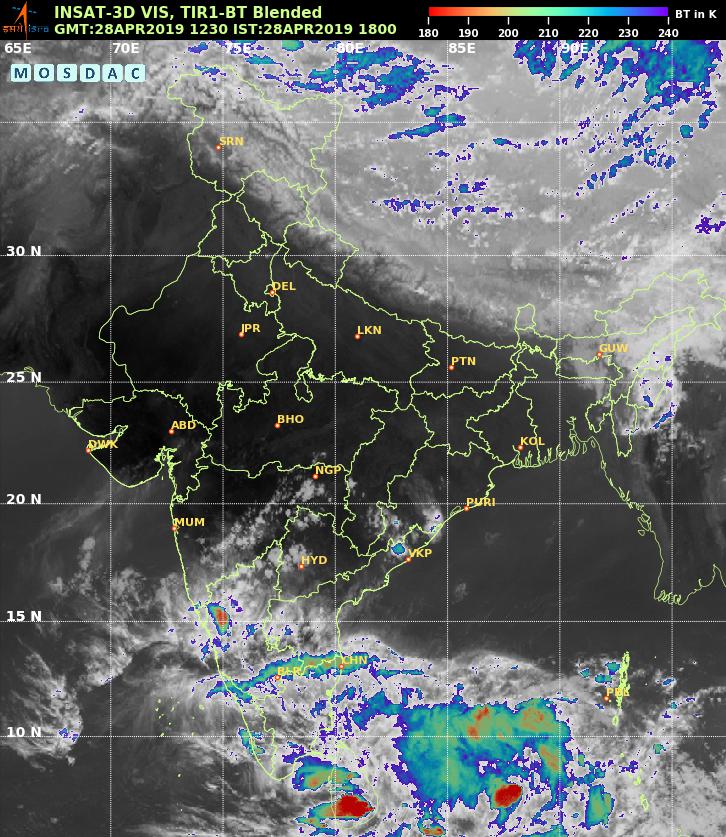 INSAT-3D VIS, TIR1-BT Blended
GMT:28APR2019 1230 IST:28APR2019 1800
BT in K
180 190 200 210 220 230 240
65E 70E 75E 80E 85E 90E
MOSDAC
SRN
30 N
DEL
JPR
LKN
GUW
PTN
25 N
ABD
BHO
DWK
KOL
NGP
20 N
PURI
MUM
VKP
HYD
15 N
CHN
BLR
PBL
10 N